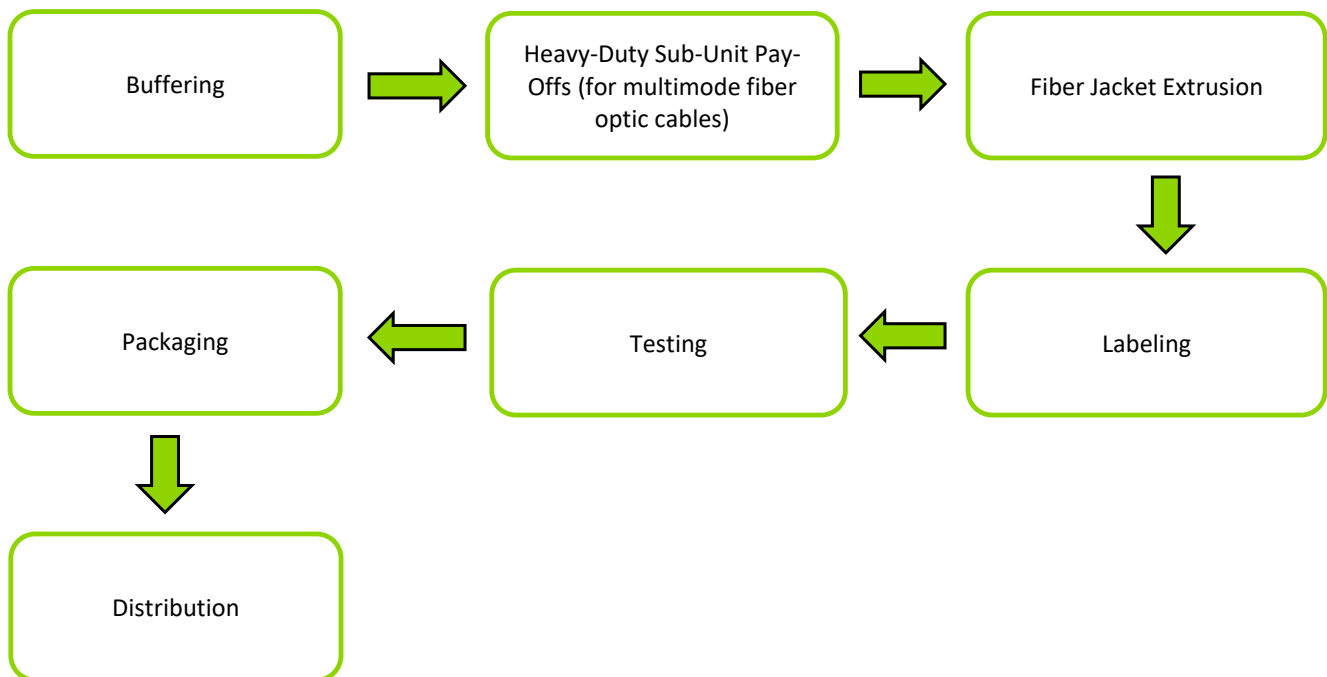 Buffering
Heavy-Duty Sub-Unit Pay-
Offs (for multimode fiber
optic cables)
Fiber Jacket Extrusion
Labeling
Testing
Packaging
Distribution